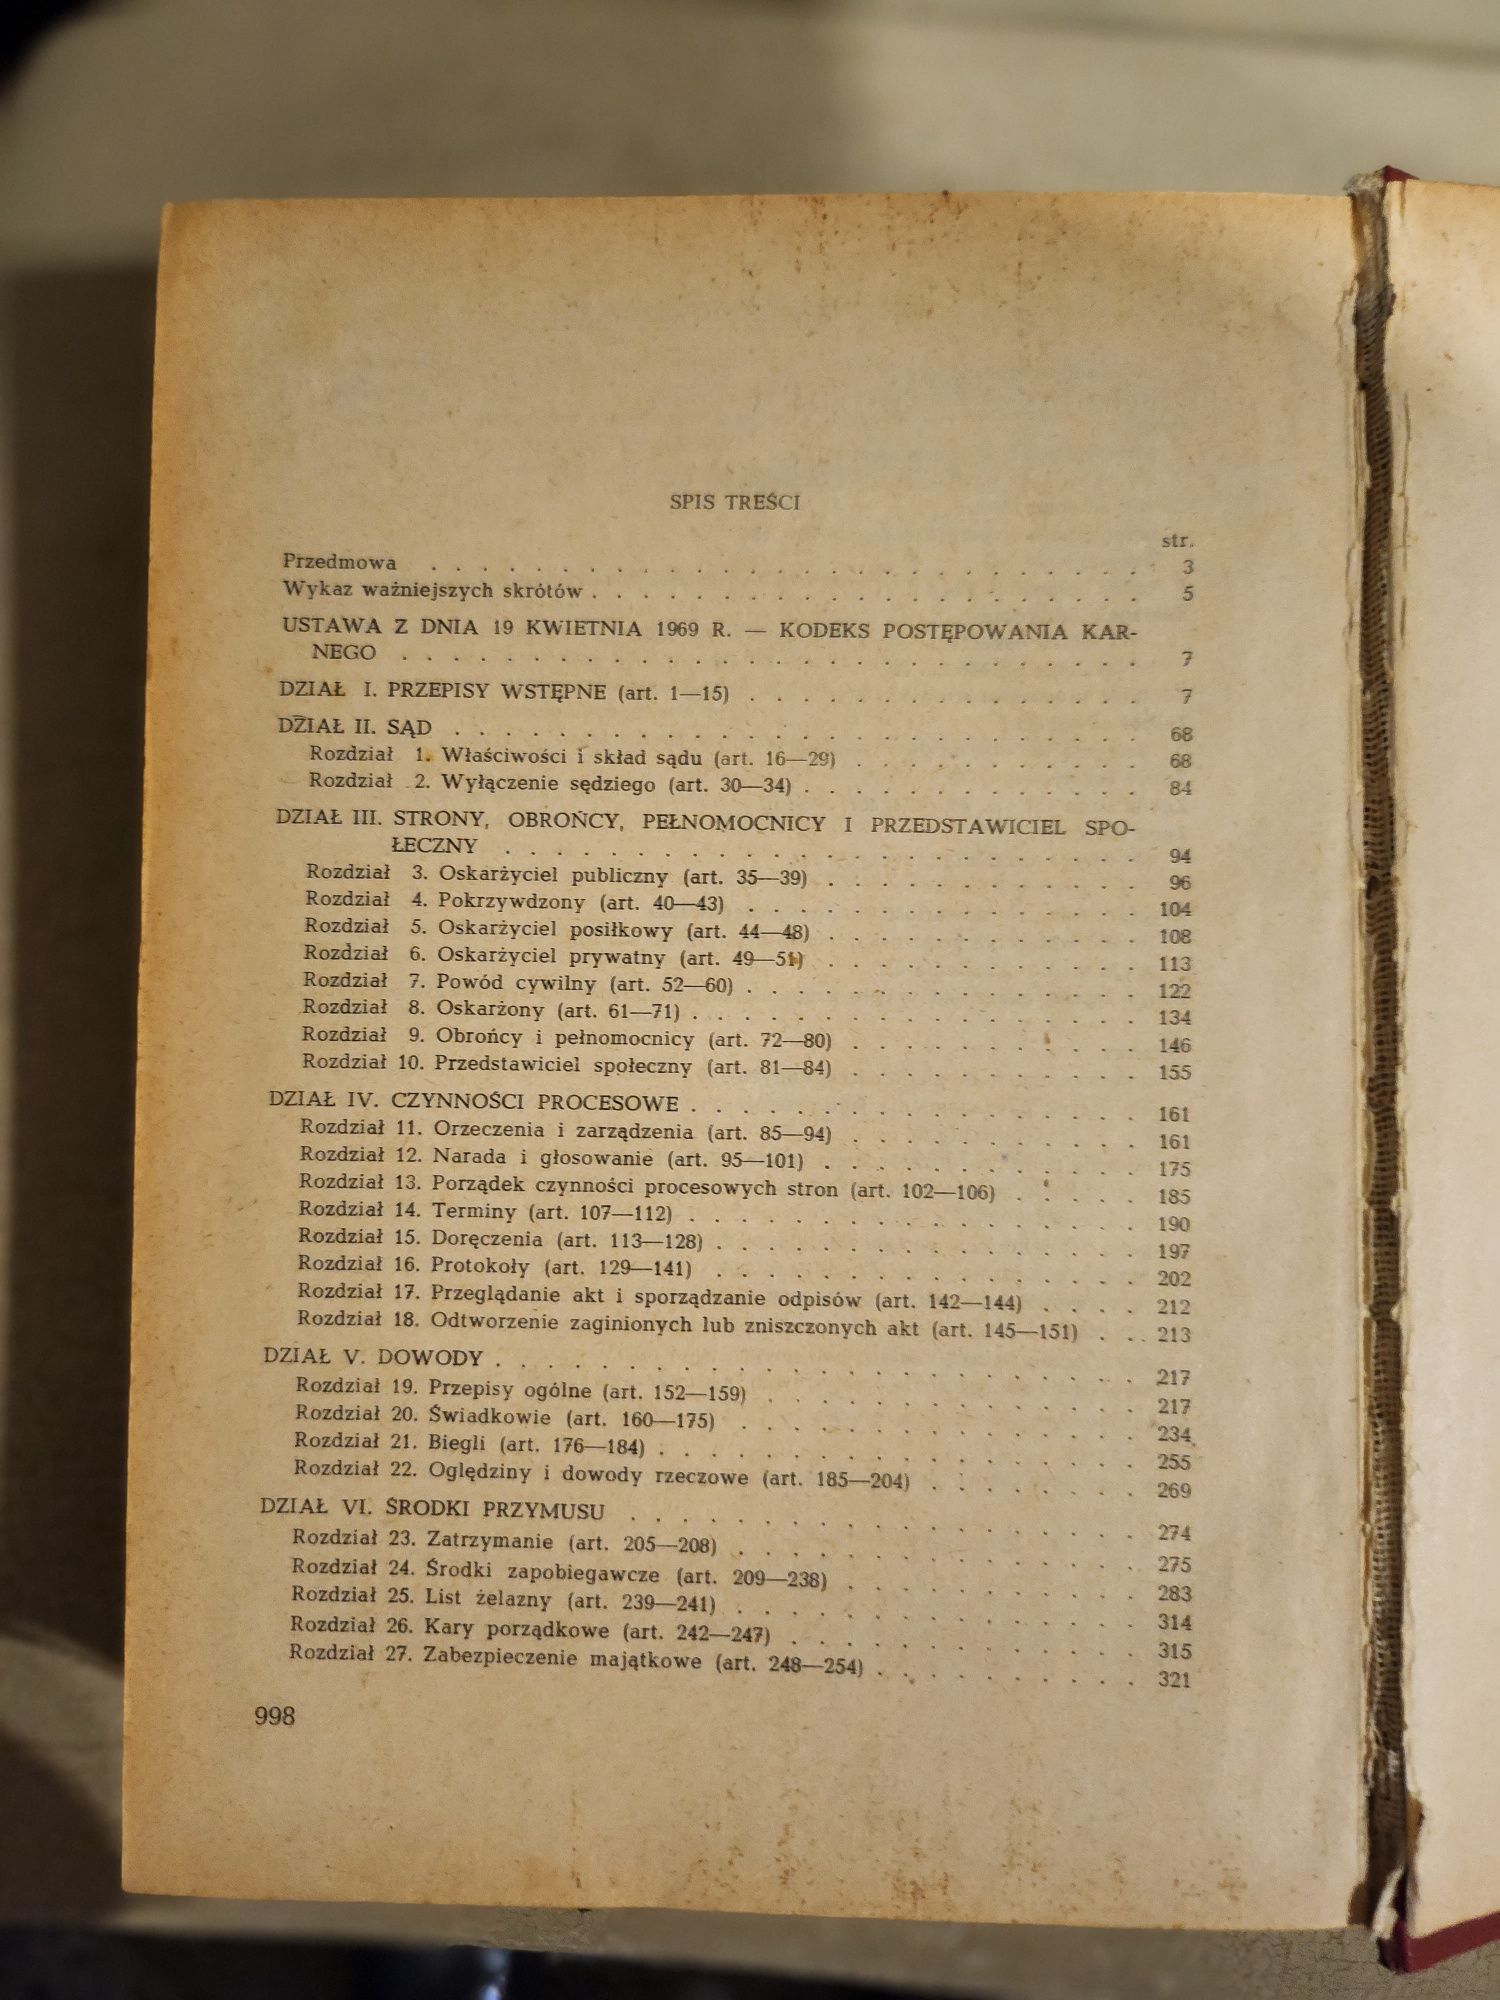 SPIS TREŚCI
str.
Przedmowa . . . . . . . . . . . . . . . . . . . . . . . . . . . . 3
Wykaz ważniejszych skrótów . . . . . . . . . . . . . . . . . . . . . . 5
USTAWA Z DNIA 19 KWIETNIA 1969 R. — KODEKS POSTĘPOWANIA KAR-
NEGO . . . . . . . . . . . . . . . . . . . . . . . . . . . . . 7
DZIAŁ I. PRZEPISY WSTĘPNE (art. 1—15) . . . . . . . . . . . . . . . 7
DZIAŁ II. SĄD . . . . . . . . . . . . . . . . . . . . . . . . . . 68
Rozdział 1. Właściwości i skład sądu (art. 16—29) . . . . . . . . . . . 68
Rozdział 2. Wyłączenie sędziego (art. 30—34) . . . . . . . . . . . . . 84
DZIAŁ III. STRONY, OBROŃCY, PEŁNOMOCNICY I PRZEDSTAWICIEL SPO-
ŁECZNY . . . . . . . . . . . . . . . . . . . . . . . . . 94
Rozdział 3. Oskarżyciel publiczny (art. 35—39) . . . . . . . . . . . . 96
Rozdział 4. Pokrzywdzony (art. 40—43) . . . . . . . . . . . . . . . 104
Rozdział 5. Oskarżyciel posiłkowy (art. 44—48) . . . . . . . . . . . . 108
Rozdział 6. Oskarżyciel prywatny (art. 49—51) . . . . . . . . . . . . 113
Rozdział 7. Powód cywilny (art. 52—60) . . . . . . . . . . . . . . . 122
Rozdział 8. Oskarżony (art. 61—71) . . . . . . . . . . . . . . . . . 134
Rozdział 9. Obrońcy i pełnomocnicy (art. 72—80) . . . . . . . . . . . 146
Rozdział 10. Przedstawiciel społeczny (art. 81—84) . . . . . . . . . . . 155
DZIAŁ IV. CZYNNOŚCI PROCESOWE . . . . . . . . . . . . . . . . . 161
Rozdział 11. Orzeczenia i zarządzenia (art. 85—94) . . . . . . . . . . . 161
Rozdział 12. Narada i głosowanie (art. 95—101) . . . . . . . . . . . . 175
Rozdział 13. Porządek czynności procesowych stron (art. 102—106) . . . . . 185
Rozdział 14. Terminy (art. 107—112) . . . . . . . . . . . . . . . . . 190
Rozdział 15. Doręczenia (art. 113—128) . . . . . . . . . . . . . . . . 197
Rozdział 16. Protokoły (art. 129—141) . . . . . . . . . . . . . . . . 202
Rozdział 17. Przeglądanie akt i sporządzanie odpisów (art. 142—144) . . . . 212
Rozdział 18. Odtworzenie zaginionych lub zniszczonych akt (art. 145—151) . . . 213
DZIAŁ V. DOWODY . . . . . . . . . . . . . . . . . . . . . . . . 217
Rozdział 19. Przepisy ogólne (art. 152—159) . . . . . . . . . . . . . . 217
Rozdział 20. Świadkowie (art. 160—175) . . . . . . . . . . . . . . . 234
Rozdział 21. Biegli (art. 176—184) . . . . . . . . . . . . . . . . . . 255
Rozdział 22. Oględziny i dowody rzeczowe (art. 185—204) . . . . . . . . 269
DZIAŁ VI. ŚRODKI PRZYMUSU . . . . . . . . . . . . . . . . . . . 274
Rozdział 23. Zatrzymanie (art. 205—208) . . . . . . . . . . . . . . . 275
Rozdział 24. Środki zapobiegawcze (art. 209—238) . . . . . . . . . . . 283
Rozdział 25. List żelazny (art. 239—241) . . . . . . . . . . . . . . . 314
Rozdział 26. Kary porządkowe (art. 242—247) . . . . . . . . . . . . . 315
Rozdział 27. Zabezpieczenie majątkowe (art. 248—254) . . . . . . . . . . 321
998